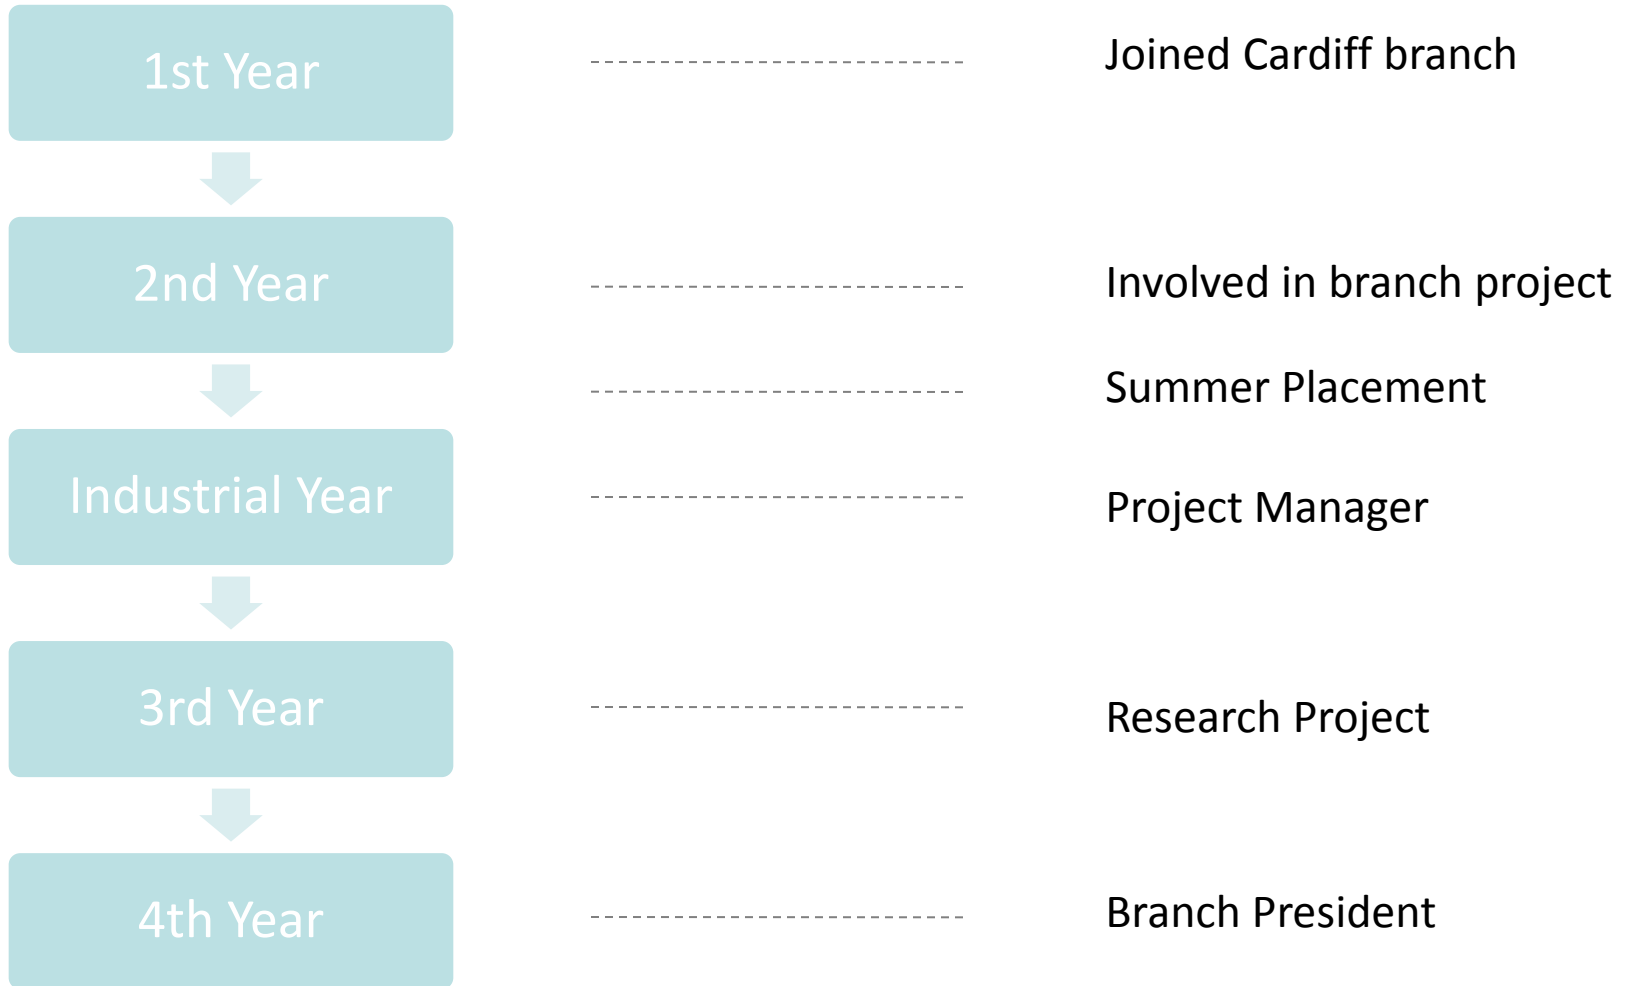 1st Year
Joined Cardiff branch
2nd Year
Involved in branch project
Summer Placement
Industrial Year
Project Manager
3rd Year
Research Project
4th Year
Branch President